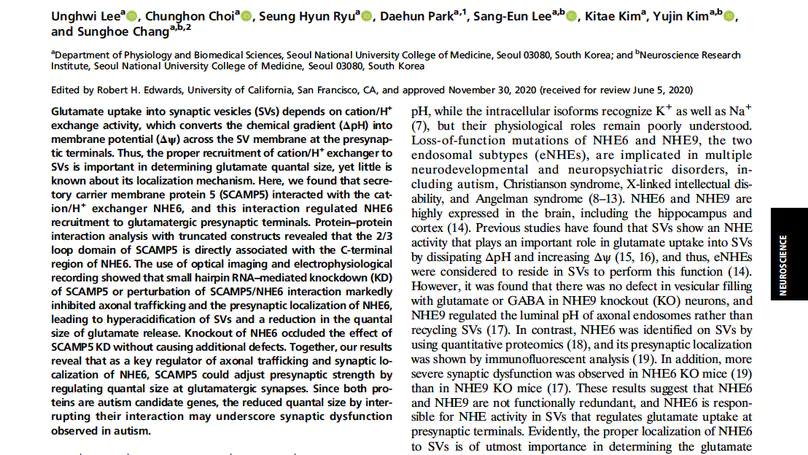 Unghwi Lee^a, Chunghon Choi^a, Seung Hyun Ryu^a, Daehun Park^a,1, Sang-Eun Lee^a,b, Kitae Kim^a, Yujin Kim^a,b,
and Sunghoe Chang^a,b,2
^aDepartment of Physiology and Biomedical Sciences, Seoul National University College of Medicine, Seoul 03080, South Korea; and ^bNeuroscience Research
Institute, Seoul National University College of Medicine, Seoul 03080, South Korea
Edited by Robert H. Edwards, University of California, San Francisco, CA, and approved November 30, 2020 (received for review June 5, 2020)
Glutamate uptake into synaptic vesicles (SVs) depends on cation/H⁺
exchange activity, which converts the chemical gradient (ΔpH) into
membrane potential (Δψ) across the SV membrane at the presynap-
tic terminals. Thus, the proper recruitment of cation/H⁺ exchanger to
SVs is important in determining glutamate quantal size, yet little is
known about its localization mechanism. Here, we found that secre-
tory carrier membrane protein 5 (SCAMP5) interacted with the cat-
ion/H⁺ exchanger NHE6, and this interaction regulated NHE6
recruitment to glutamatergic presynaptic terminals. Protein–protein
interaction analysis with truncated constructs revealed that the 2/3
loop domain of SCAMP5 is directly associated with the C-terminal
region of NHE6. The use of optical imaging and electrophysiological
recording showed that small hairpin RNA–mediated knockdown (KD)
of SCAMP5 or perturbation of SCAMP5/NHE6 interaction markedly
inhibited axonal trafficking and the presynaptic localization of NHE6,
leading to hyperacidification of SVs and a reduction in the quantal
size of glutamate release. Knockout of NHE6 occluded the effect of
SCAMP5 KD without causing additional defects. Together, our results
reveal that as a key regulator of axonal trafficking and synaptic lo-
calization of NHE6, SCAMP5 could adjust presynaptic strength by
regulating quantal size at glutamatergic synapses. Since both pro-
teins are autism candidate genes, the reduced quantal size by inter-
rupting their interaction may underscore synaptic dysfunction
observed in autism.
pH, while the intracellular isoforms recognize K⁺ as well as Na⁺
(7), but their physiological roles remain poorly understood.
Loss-of-function mutations of NHE6 and NHE9, the two
endosomal subtypes (eNHEs), are implicated in multiple
neurodevelopmental and neuropsychiatric disorders, in-
cluding autism, Christianson syndrome, X-linked intellectual dis-
ability, and Angelman syndrome (8–13). NHE6 and NHE9 are
highly expressed in the brain, including the hippocampus and
cortex (14). Previous studies have found that SVs show an NHE
activity that plays an important role in glutamate uptake into SVs
by dissipating ΔpH and increasing Δψ (15, 16), and thus, eNHEs
were considered to reside in SVs to perform this function (14).
However, it was found that there was no defect in vesicular filling
with glutamate or GABA in NHE9 knockout (KO) neurons, and
NHE9 regulated the luminal pH of axonal endosomes rather than
recycling SVs (17). In contrast, NHE6 was identified on SVs by
using quantitative proteomics (18), and its presynaptic localization
was shown by immunofluorescent analysis (19). In addition, more
severe synaptic dysfunction was observed in NHE6 KO mice (19)
than in NHE9 KO mice (17). These results suggest that NHE6
and NHE9 are not functionally redundant, and NHE6 is respon-
sible for NHE activity in SVs that regulates glutamate uptake at
presynaptic terminals. Evidently, the proper localization of NHE6
to SVs is of utmost importance in determining the glutamate
NEUROSCIENCE